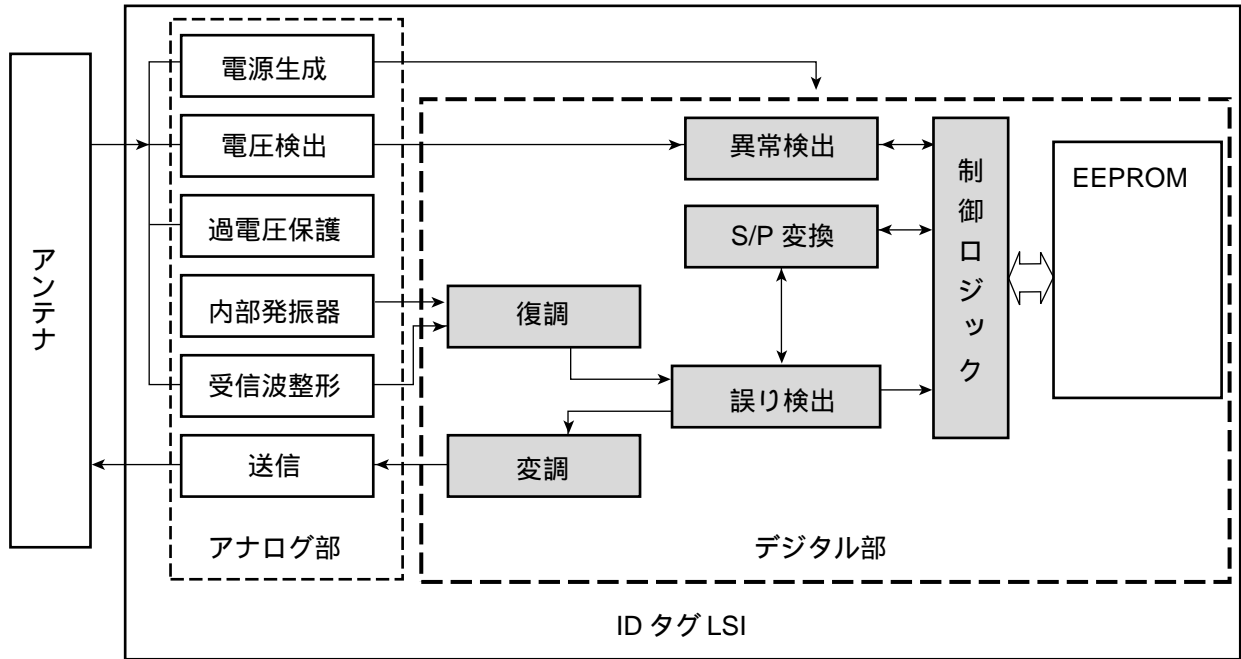 アンテナ
電源生成
電圧検出
過電圧保護
内部発振器
受信波整形
送信
アナログ部
復調
変調
異常検出
S/P 変換
誤り検出
制御ロジック
EEPROM
デジタル部
ID タグ LSI